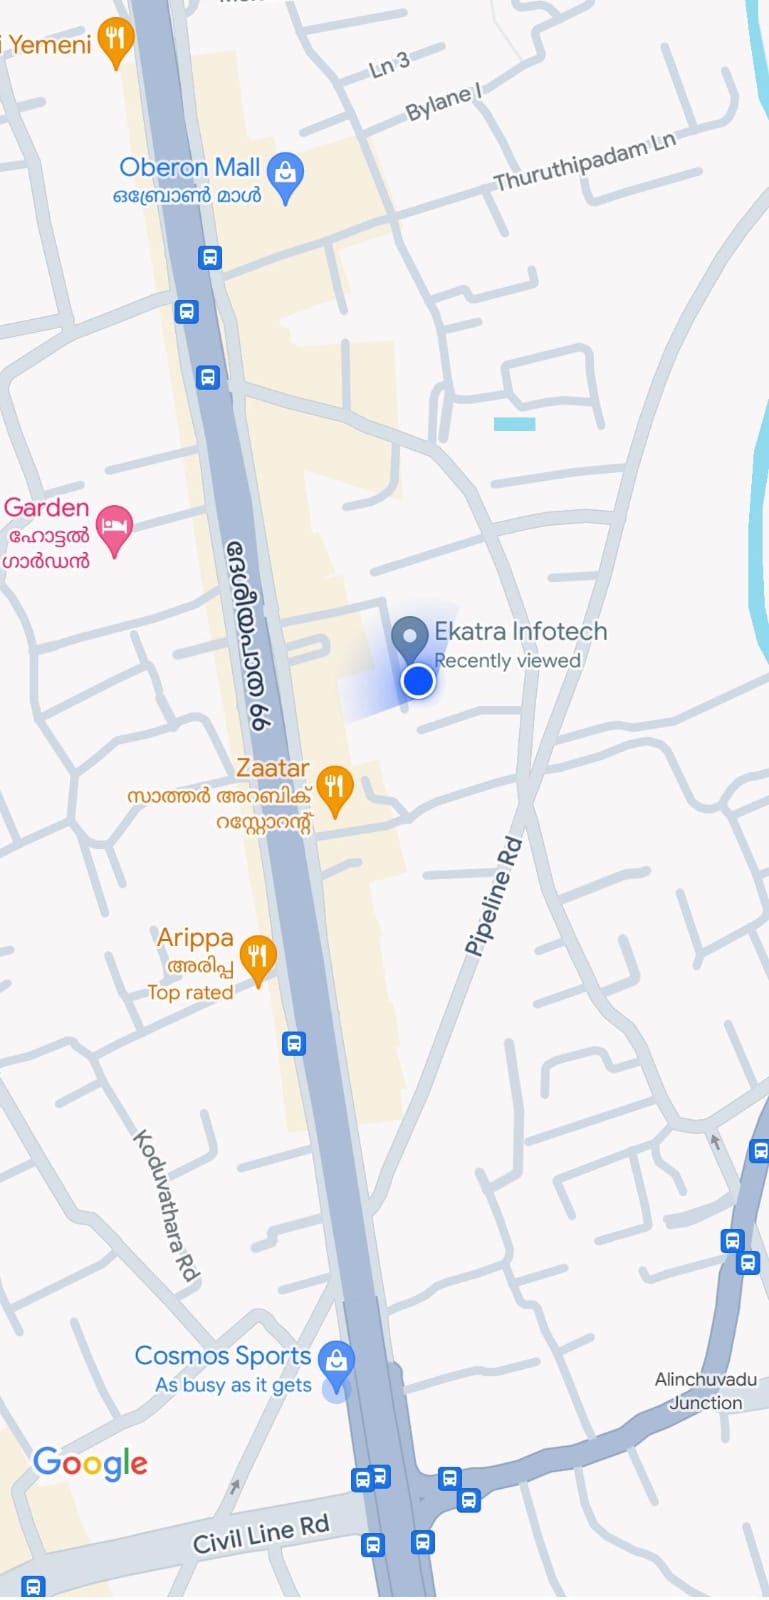 i Yemeni
Ln 3
Bylane I
Thuruthipadam Ln
Oberon Mall
ഒബ്രോൺ മാൾ
Garden
ഹോട്ടൽ
ഗാർഡൻ
ദേശീയപാത 66
Ekatra Infotech
Recently viewed
Zaatar
സാത്തർ അറബിക്
റസ്റ്റോറന്റ്
Pipeline Rd
Arippa
അരിപ്പ
Top rated
Koduvathara Rd
Cosmos Sports
As busy as it gets
Alinchuvadu
Junction
Google
Civil Line Rd